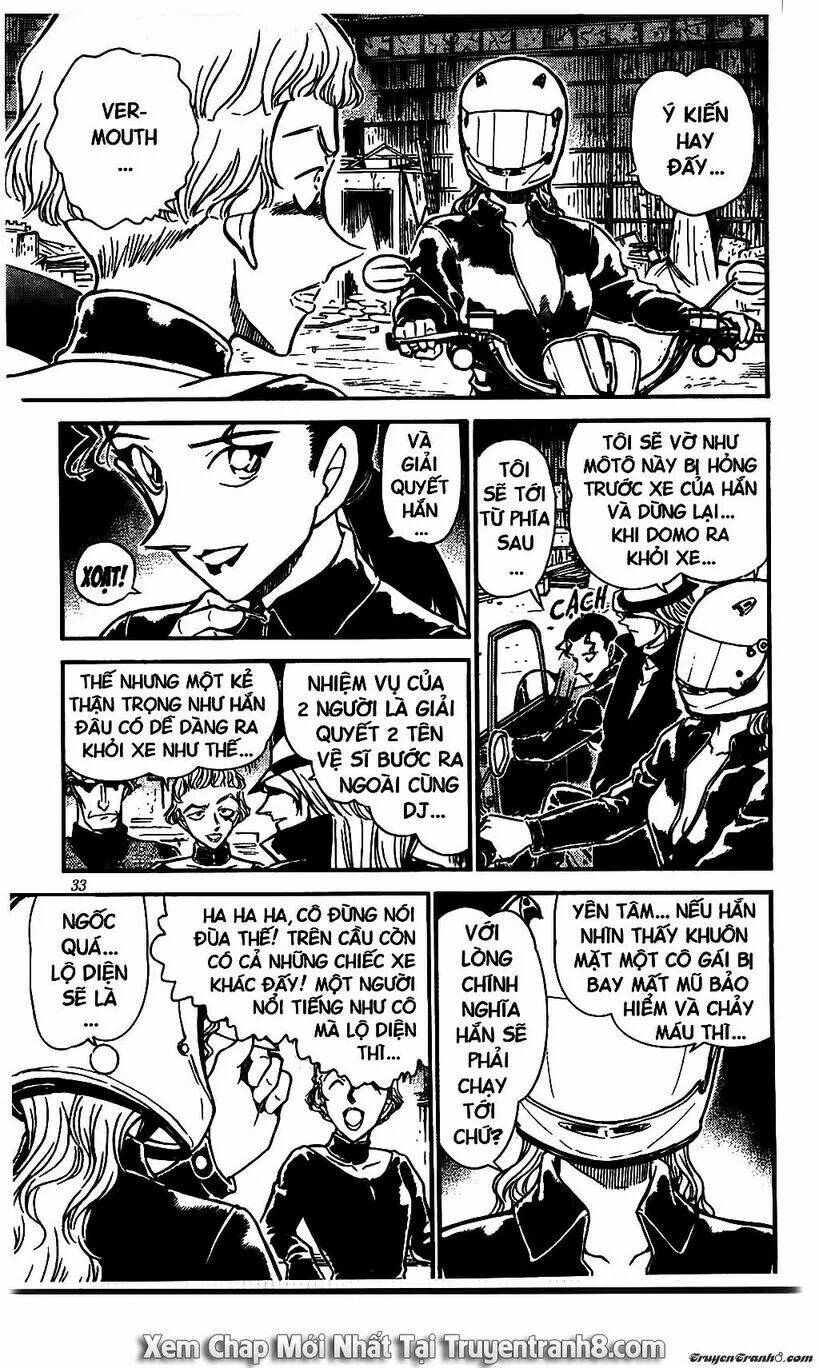 Ý KIẾN
HAY
ĐẤY...
VER-
MOUTH
...
TÔI SẼ VỜ NHƯ
MÔTÔ NÀY BỊ HỎNG
TRƯỚC XE CỦA HẮN
VÀ DỪNG LẠI...
KHI DOMO RA
KHỎI XE...
TÔI
SẼ TỚI
TỪ PHÍA
SAU
...
CẠCH
VÀ
GIẢI
QUYẾT
HẮN
...
XOẠT!
NHIỆM VỤ CỦA
2 NGƯỜI LÀ GIẢI
QUYẾT 2 TÊN
VỆ SĨ BƯỚC RA
NGOÀI CÙNG
DJ...
THẾ NHƯNG MỘT KẺ
THẬN TRỌNG NHƯ HẮN
ĐÂU CÓ DỄ DÀNG RA
KHỎI XE NHƯ THẾ...
33
YÊN TÂM... NẾU HẮN
NHÌN THẤY KHUÔN
MẶT MỘT CÔ GÁI BỊ
BAY MẤT MŨ BẢO
HIỂM VÀ CHẢY
MÁU THÌ...
VỚI
LÒNG
CHÍNH
NGHĨA
HẮN SẼ
PHẢI
CHẠY
TỚI
CHỨ?
HA HA HA, CÔ ĐỪNG NÓI
ĐÙA THẾ! TRÊN CẦU CÒN
CÓ CẢ NHỮNG CHIẾC XE
KHÁC ĐẤY! MỘT NGƯỜI
NỔI TIẾNG NHƯ CÔ
MÀ LỘ DIỆN
THÌ...
NGỐC
QUÁ...
LỘ DIỆN
SẼ LÀ
...
Xem Chap Mới Nhất Tại Truyentranh8.com
TruyenTranh8.com